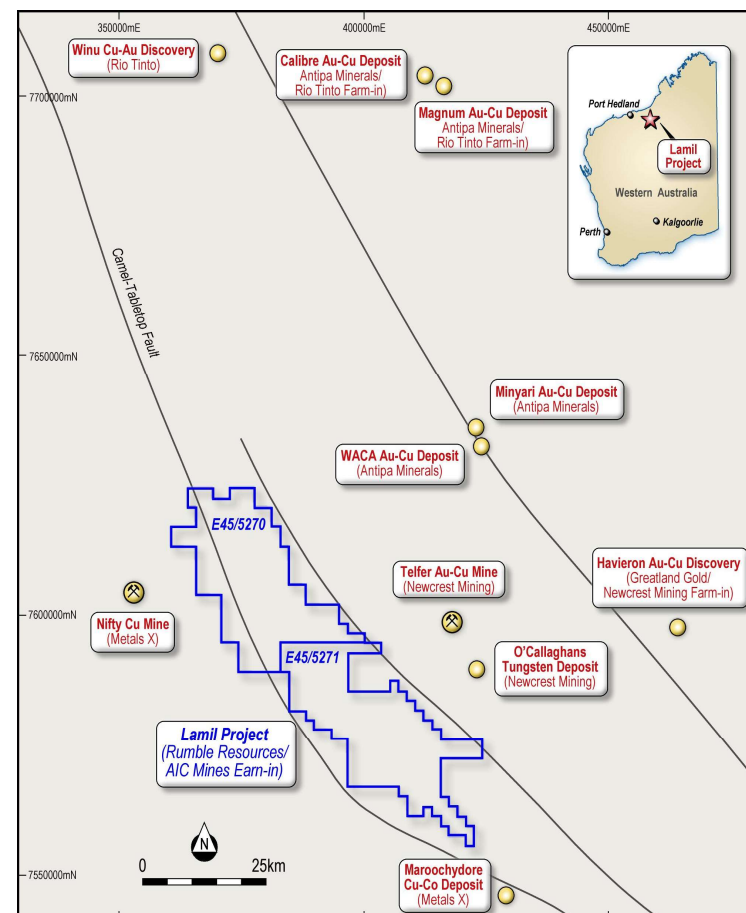 350000mE
400000mE
450000mE
Winu Cu-Au Discovery
(Rio Tinto)
Calibre Au-Cu Deposit
Antipa Minerals/
Rio Tinto Farm-in)
7700000mN
Magnum Au-Cu Deposit
Antipa Minerals/
Rio Tinto Farm-in)
Port Hedland
Lamil
Project
Western Australia
Kalgoorlie
Perth
Camel-Tabletop Fault
7650000mN
Minyari Au-Cu Deposit
(Antipa Minerals)
WACA Au-Cu Deposit
(Antipa Minerals)
E45/5270
Telfer Au-Cu Mine
(Newcrest Mining)
Havieron Au-Cu Discovery
(Greatland Gold/
Newcrest Mining Farm-in)
7600000mN
Nifty Cu Mine
(Metals X)
E45/5271
O'Callaghans
Tungsten Deposit
(Newcrest Mining)
Lamil Project
(Rumble Resources/
AIC Mines Earn-in)
N
0 25km
7550000mN
Maroochydore
Cu-Co Deposit
(Metals X)